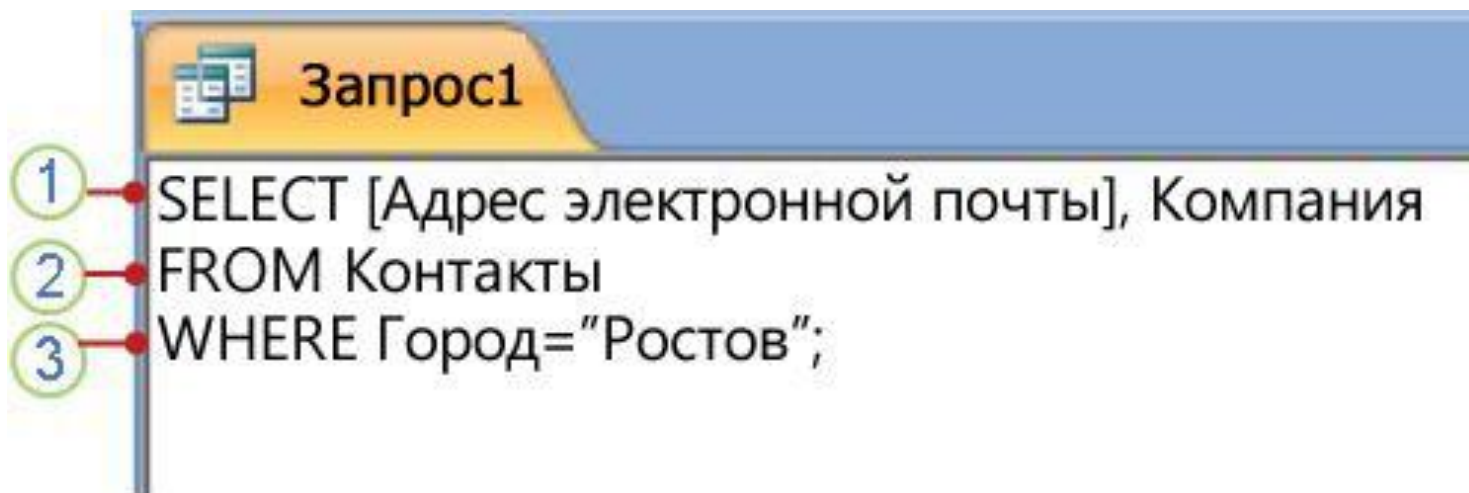 Запрос1
1 SELECT [Адрес электронной почты], Компания
2 FROM Контакты
3 WHERE Город="Ростов";